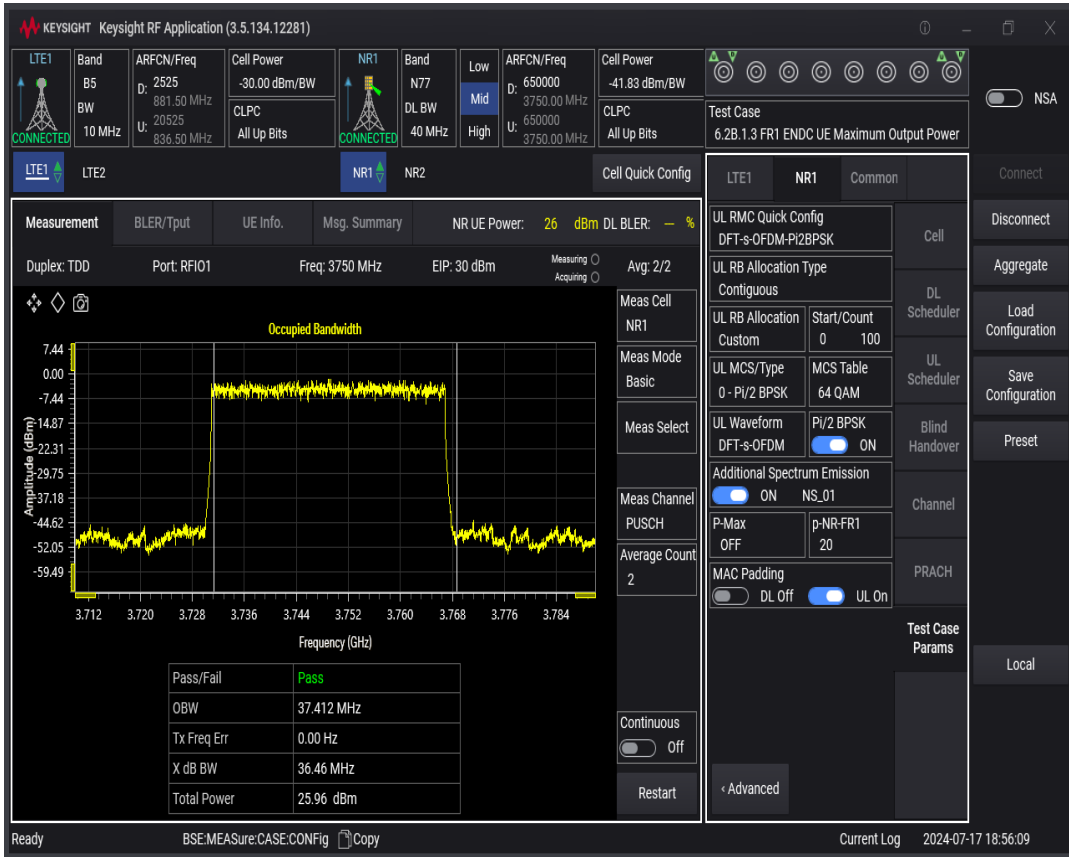 KEYSIGHT Keysight RF Application (3.5.134.12281)
LTE1 Band ARFCN/Freq Cell Power NR1 Band Low ARFCN/Freq Cell Power
B5 D: 2525 -30.00 dBm/BW N77 D: 650000 -41.83 dBm/BW
881.50 MHz 3750.00 MHz
BW CLPC DL BW Mid CLPC
CONNECTED 10 MHz U: 20525 All Up Bits CONNECTED 40 MHz High U: 650000 All Up Bits
836.50 MHz 3750.00 MHz
A B A B
Test Case
6.2B.1.3 FR1 ENDC UE Maximum Output Power
NSA
LTE1 LTE2 NR1 NR2 Cell Quick Config
Measurement BLER/Tput UE Info. Msg. Summary NR UE Power: 26 dBm DL BLER: -- %
Duplex: TDD Port: RFIO1 Freq: 3750 MHz EIP: 30 dBm Measuring Acquiring Avg: 2/2
Occupied Bandwidth
Amplitude (dBm)
7.44
0.00
-7.44
-14.87
-22.31
-29.75
-37.18
-44.62
-52.05
-59.49
3.712 3.720 3.728 3.736 3.744 3.752 3.760 3.768 3.776 3.784
Frequency (GHz)
Pass/Fail Pass
OBW 37.412 MHz
Tx Freq Err 0.00 Hz
X dB BW 36.46 MHz
Total Power 25.96 dBm
Meas Cell
NR1
Meas Mode
Basic
Meas Select
Meas Channel
PUSCH
Average Count
2
Continuous
Off
Restart
LTE1 NR1 Common
UL RMC Quick Config
DFT-s-OFDM-Pi2BPSK
UL RB Allocation Type
Contiguous
UL RB Allocation Start/Count
Custom 0 100
UL MCS/Type MCS Table
0 - Pi/2 BPSK 64 QAM
UL Waveform Pi/2 BPSK
DFT-s-OFDM ON
Additional Spectrum Emission
ON NS_01
P-Max p-NR-FR1
OFF 20
MAC Padding
DL Off UL On
‹ Advanced
Cell
DL
Scheduler
UL
Scheduler
Blind
Handover
Channel
PRACH
Test Case
Params
Connect
Disconnect
Aggregate
Load
Configuration
Save
Configuration
Preset
Local
Ready BSE:MEASure:CASE:CONFig Copy Current Log 2024-07-17 18:56:09